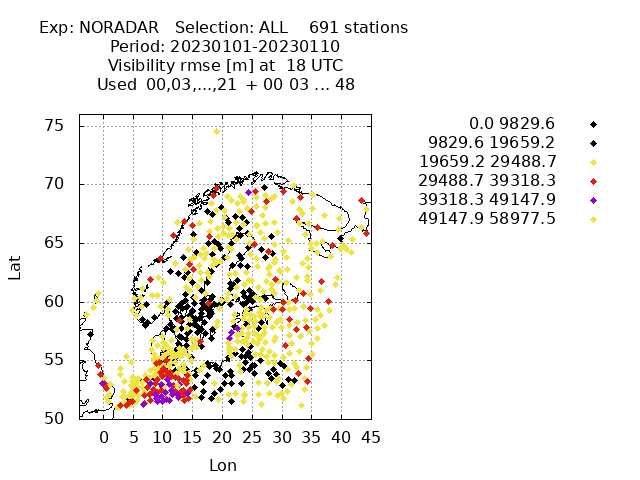 Exp: NORADAR   Selection: ALL    691 stations
Period: 20230101-20230110
Visibility rmse [m] at  18 UTC
Used  00,03,...,21  + 00 03 ... 48
75
70
65
60
55
50
Lat
0 5 10 15 20 25 30 35 40 45
Lon
0.0 9829.6
9829.6 19659.2
19659.2 29488.7
29488.7 39318.3
39318.3 49147.9
49147.9 58977.5